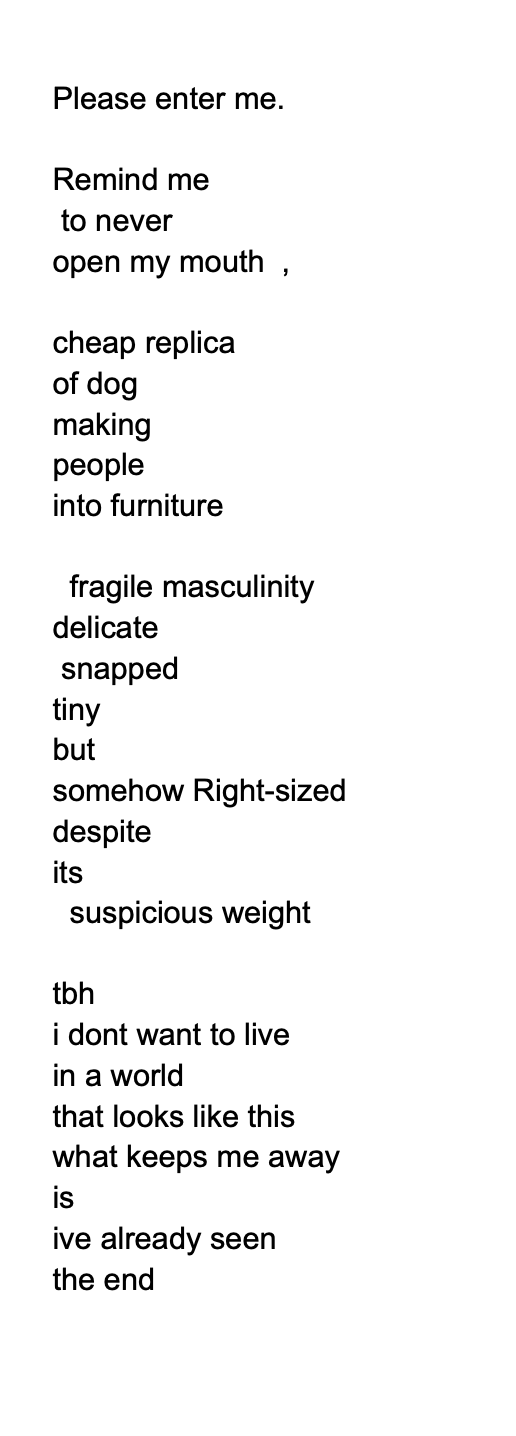 Please enter me.
Remind me
to never
open my mouth  ,
cheap replica
of dog
making
people
into furniture
fragile masculinity
delicate
snapped
tiny
but
somehow Right-sized
despite
its
suspicious weight
tbh
i dont want to live
in a world
that looks like this
what keeps me away
is
ive already seen
the end